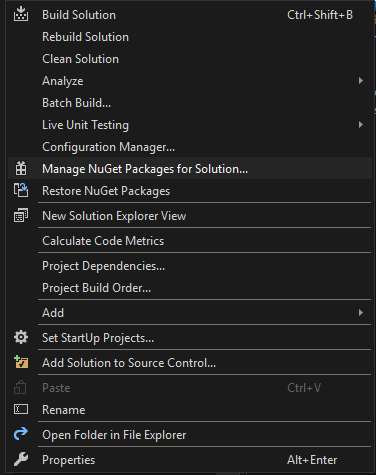 Build Solution Ctrl+Shift+B
Rebuild Solution
Clean Solution
Analyze
Batch Build...
Live Unit Testing
Configuration Manager...
Manage NuGet Packages for Solution...
Restore NuGet Packages
New Solution Explorer View
Calculate Code Metrics
Project Dependencies...
Project Build Order...
Add
Set StartUp Projects...
Add Solution to Source Control...
Paste Ctrl+V
Rename
Open Folder in File Explorer
Properties Alt+Enter